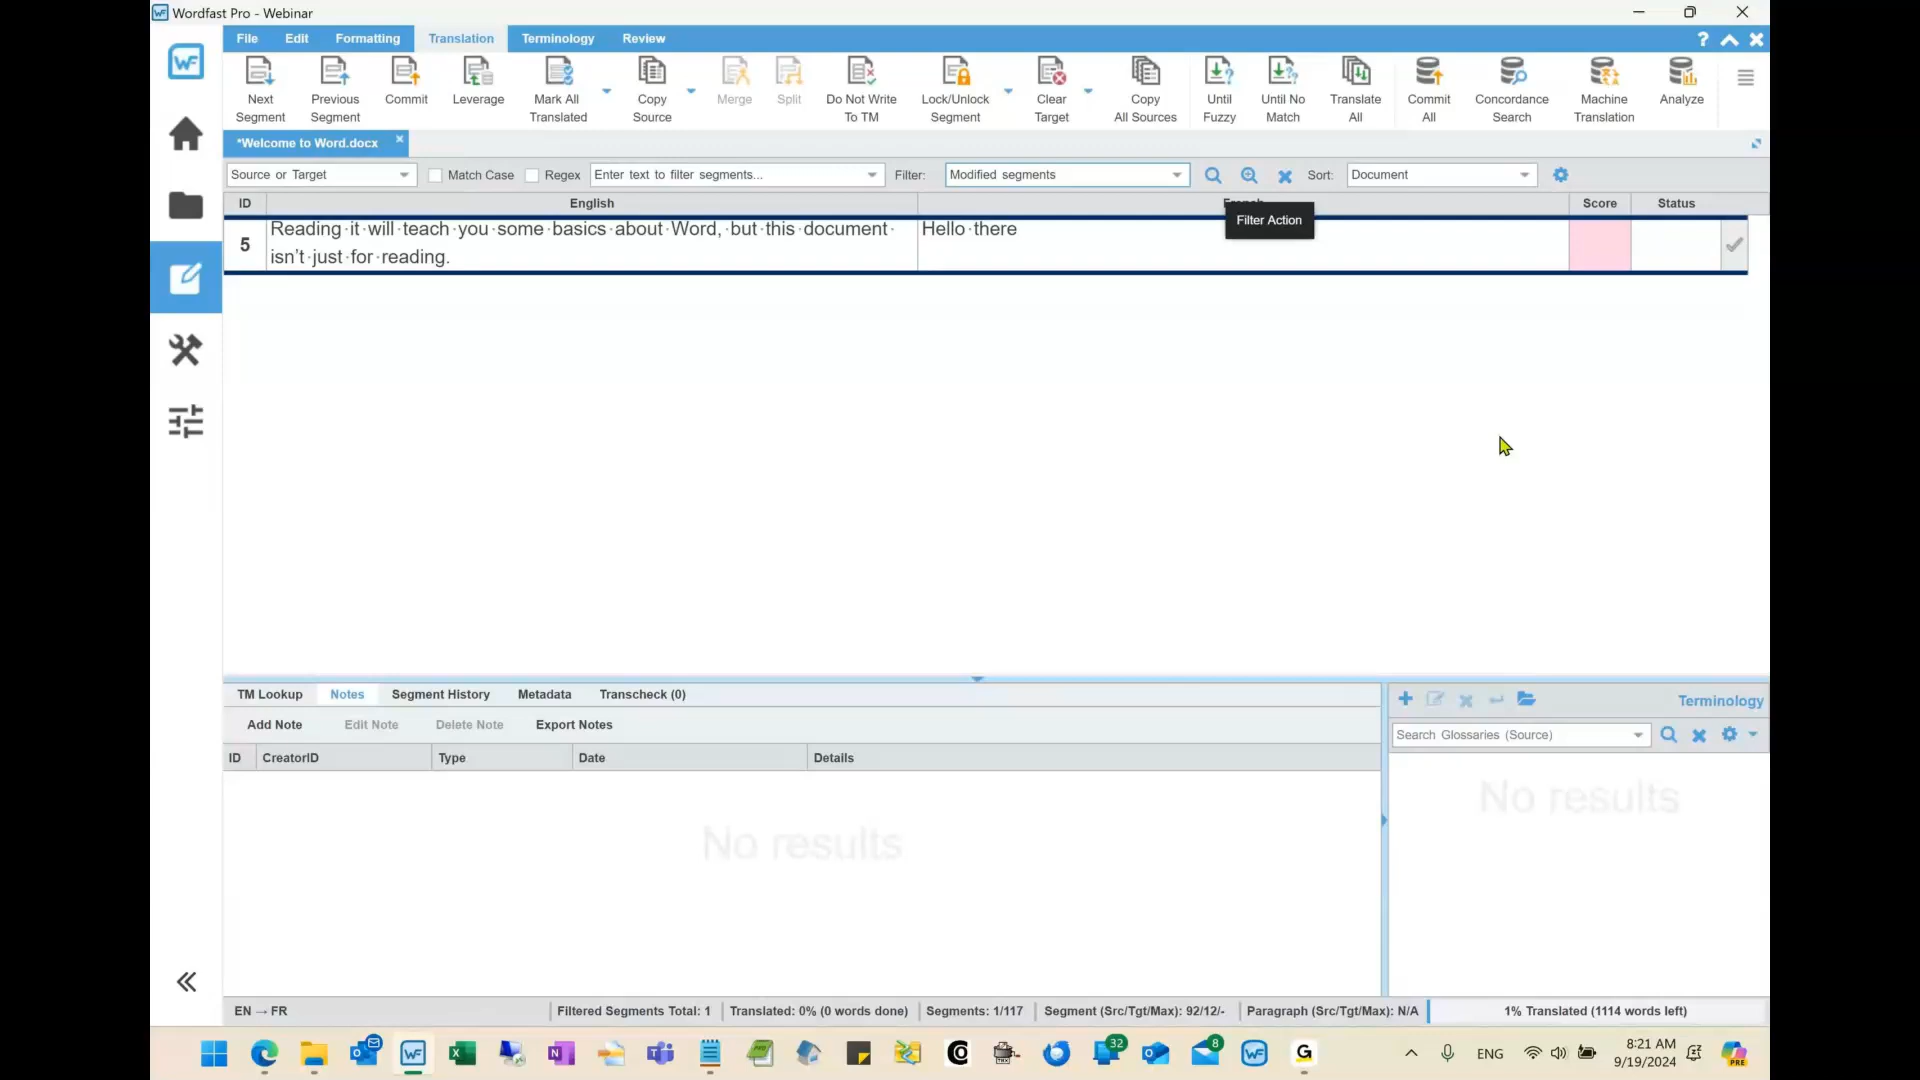 Wordfast Pro - Webinar
File Edit Formatting Translation Terminology Review
Next Segment
Previous Segment
Commit
Leverage
Mark All Translated
Copy Source
Merge
Split
Do Not Write To TM
Lock/Unlock Segment
Clear Target
Copy All Sources
Until Fuzzy
Until No Match
Translate All
Commit All
Concordance Search
Machine Translation
Analyze
*Welcome to Word.docx
Source or Target Match Case Regex Enter text to filter segments... Filter: Modified segments Sort: Document
ID English Score Status
Filter Action
5 Reading·it·will·teach·you·some·basics·about·Word,·but·this·document· Hello·there
isn't·just·for·reading.
TM Lookup Notes Segment History Metadata Transcheck (0)
Add Note Edit Note Delete Note Export Notes
ID CreatorID Type Date Details
No results
Terminology
Search Glossaries (Source)
No results
EN → FR Filtered Segments Total: 1 Translated: 0% (0 words done) Segments: 1/117 Segment (Src/Tgt/Max): 92/12/- Paragraph (Src/Tgt/Max): N/A 1% Translated (1114 words left)
32 8 ENG 8:21 AM
9/19/2024
PRE